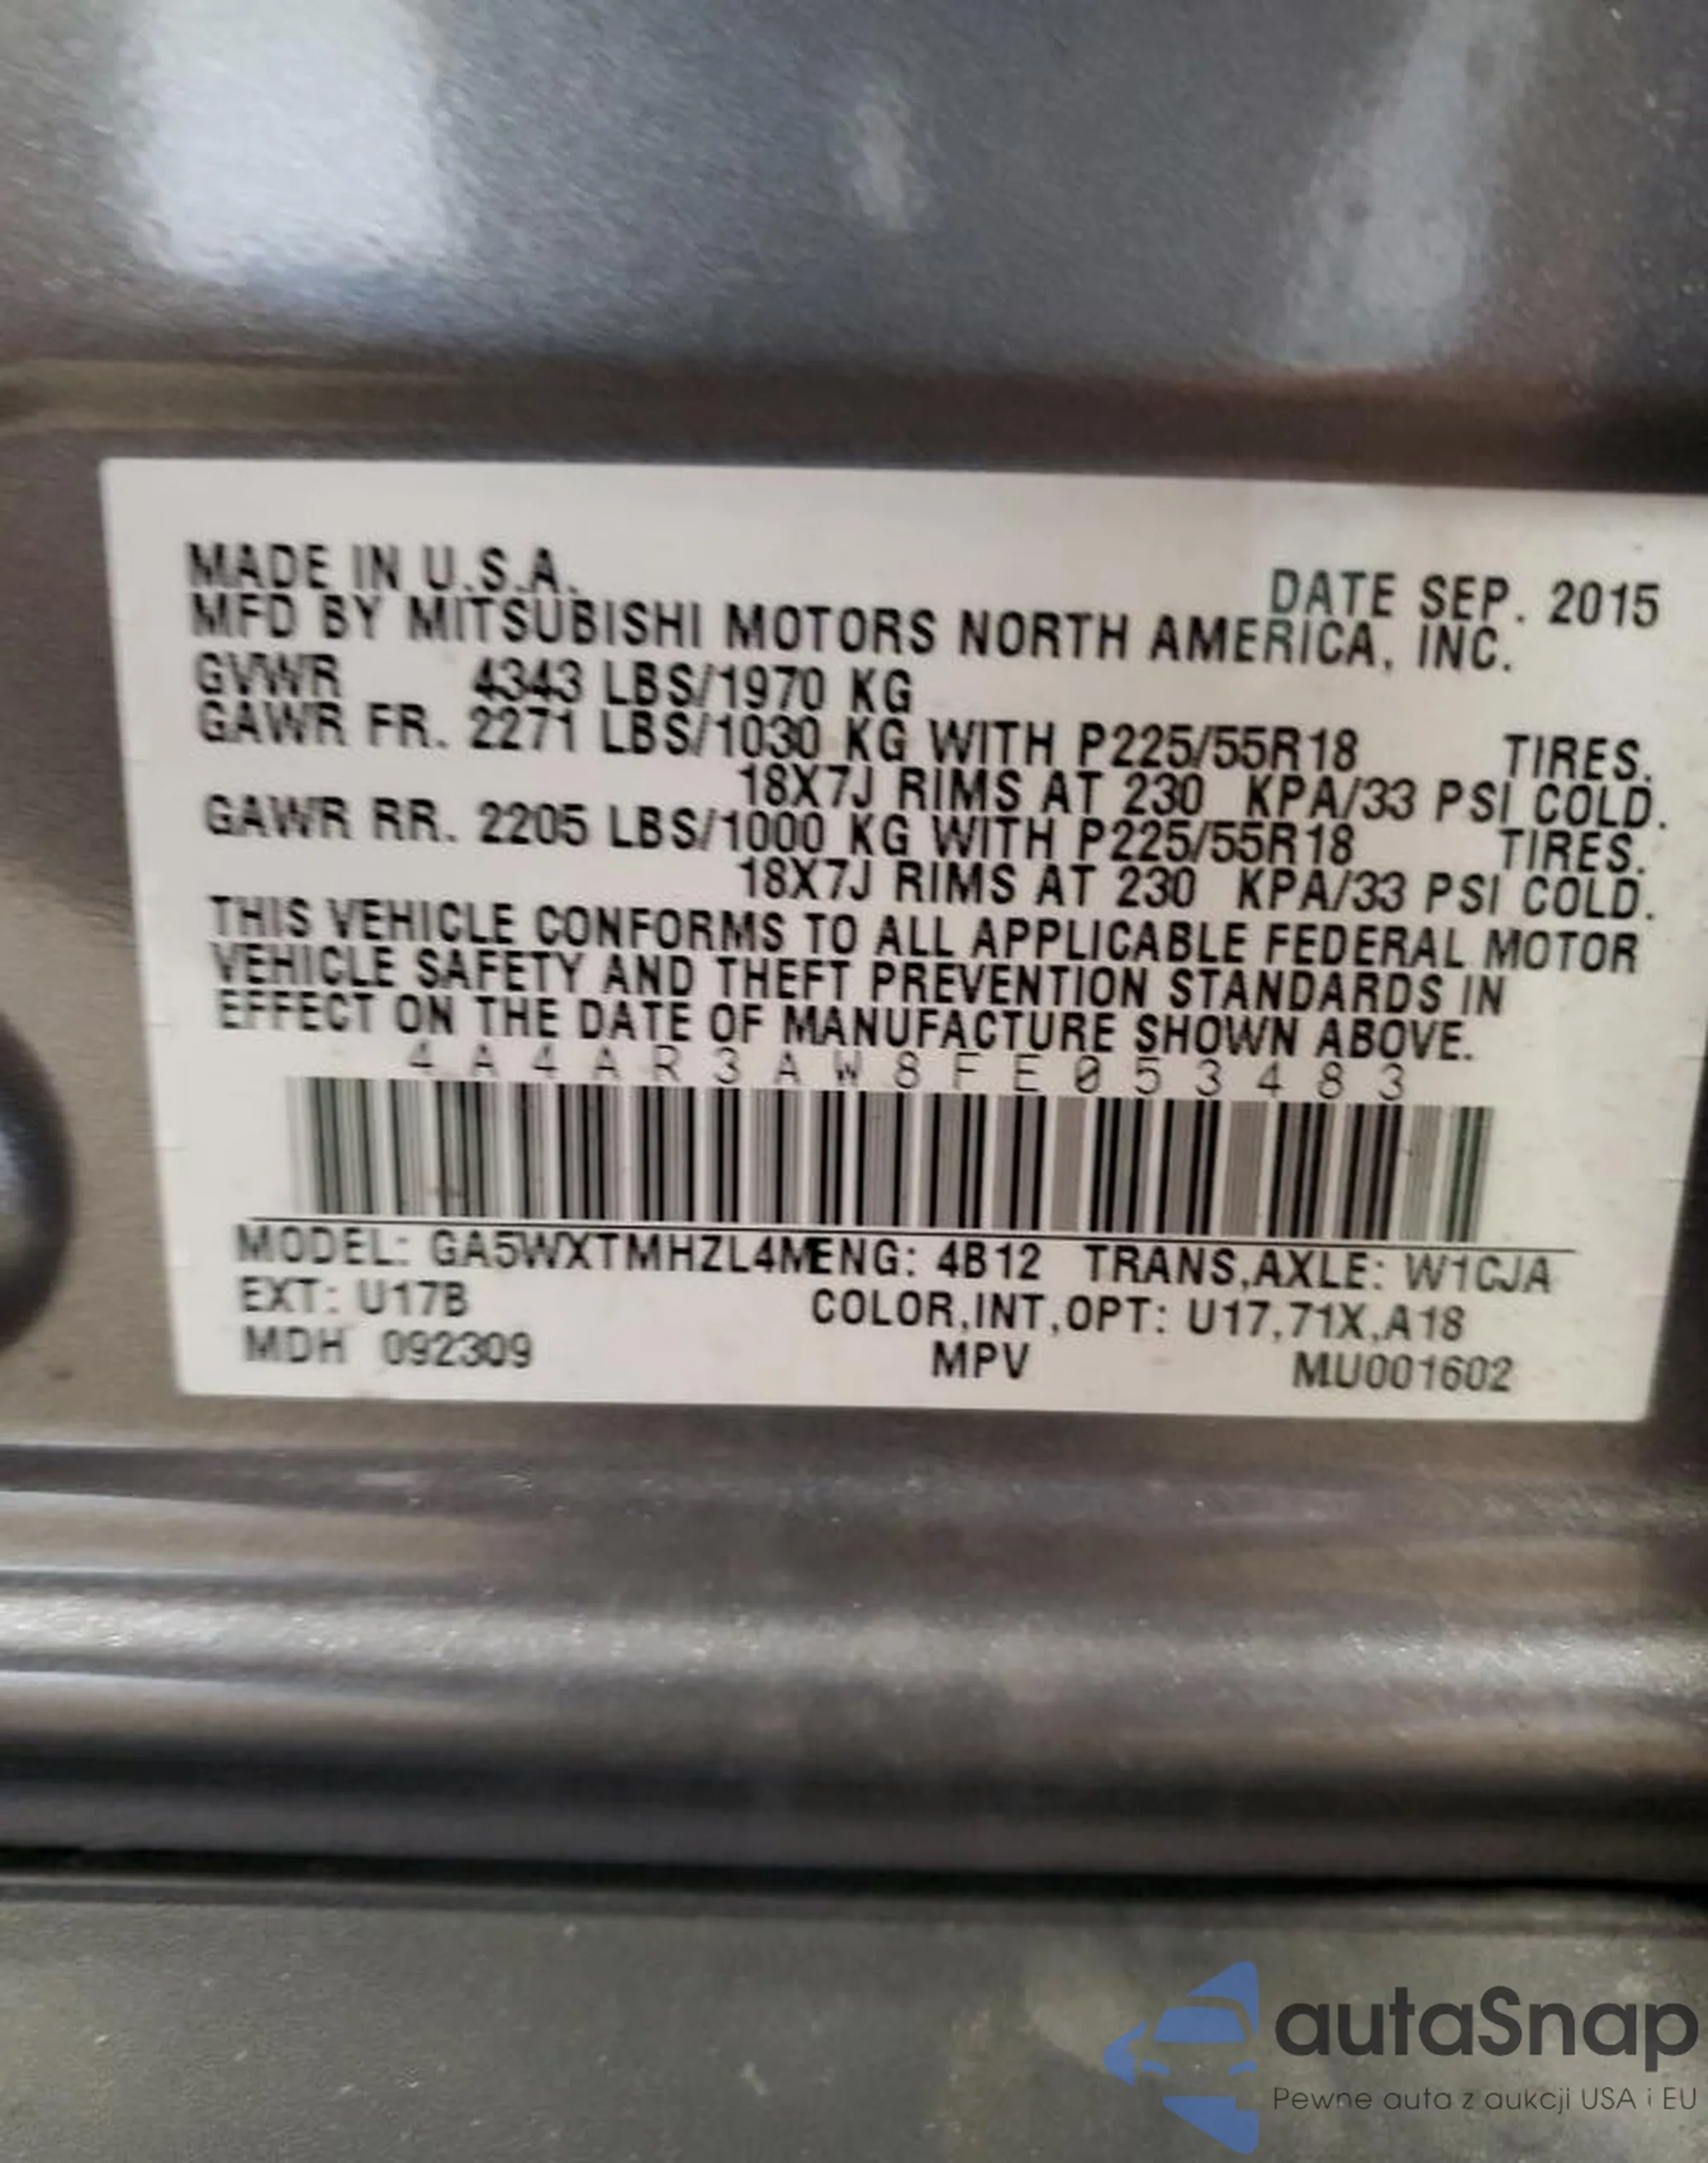 MADE IN U.S.A. DATE SEP. 2015
MFD BY MITSUBISHI MOTORS NORTH AMERICA, INC.
GVWR 4343 LBS/1970 KG
GAWR FR. 2271 LBS/1030 KG WITH P225/55R18 TIRES.
18X7J RIMS AT 230 KPA/33 PSI COLD.
GAWR RR. 2205 LBS/1000 KG WITH P225/55R18 TIRES.
18X7J RIMS AT 230 KPA/33 PSI COLD.
THIS VEHICLE CONFORMS TO ALL APPLICABLE FEDERAL MOTOR
VEHICLE SAFETY AND THEFT PREVENTION STANDARDS IN
EFFECT ON THE DATE OF MANUFACTURE SHOWN ABOVE.
4A4AR3AW8FE053483
MODEL: GA5WXTMHZL4MENG: 4B12 TRANS,AXLE: W1CJA
EXT: U17B COLOR,INT,OPT: U17,71X,A18
MDH 092309 MPV MU001602
autaSnap
Pewne auta z aukcji USA i EU